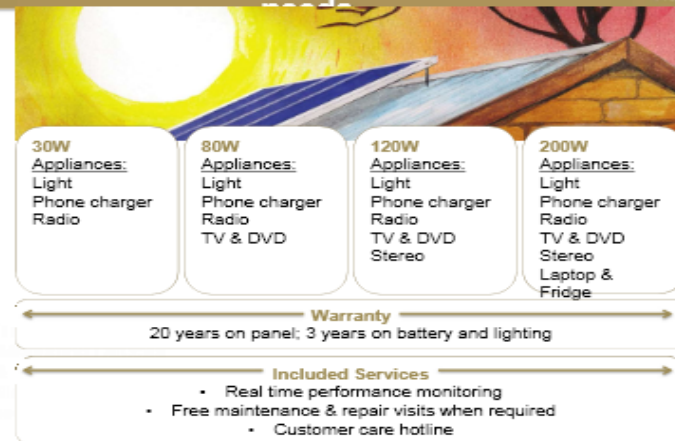 needs
30W
Appliances:
Light
Phone charger
Radio
80W
Appliances:
Light
Phone charger
Radio
TV & DVD
120W
Appliances:
Light
Phone charger
Radio
TV & DVD
Stereo
200W
Appliances:
Light
Phone charger
Radio
TV & DVD
Stereo
Laptop &
Fridge
Warranty
20 years on panel; 3 years on battery and lighting
Included Services
• Real time performance monitoring
• Free maintenance & repair visits when required
• Customer care hotline